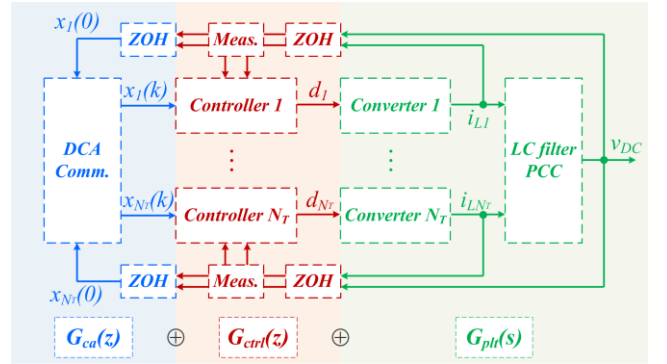 x1(0) ZOH Meas. ZOH
x1(k) Controller 1 d1 Converter 1 iL1
DCA
Comm.
LC filter
PCC
vDC
⋮ ⋮
xNT(k) Controller NT dNT Converter NT iLNT
xNT(0) ZOH Meas. ZOH
Gca(z) ⊕ Gctrl(z) ⊕ Gplt(s)